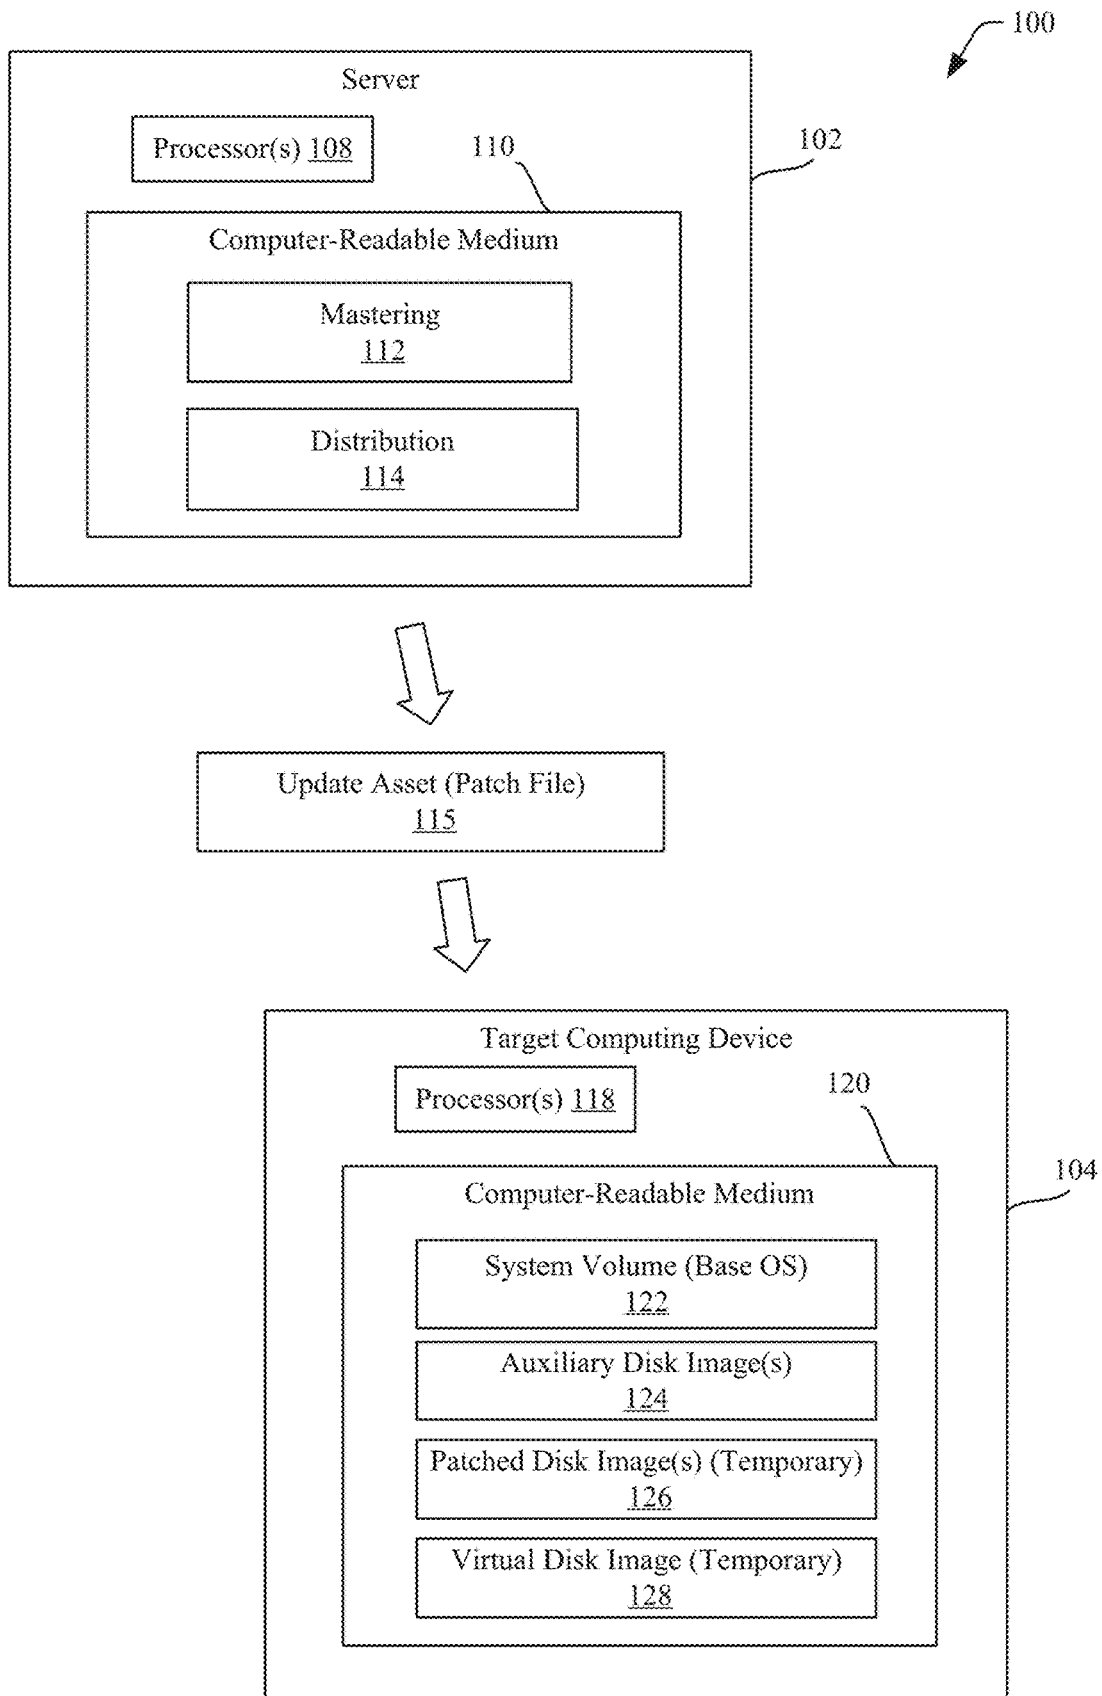 100
Server
Processor(s) 108
110
102
Computer-Readable Medium
Mastering
112
Distribution
114
Update Asset (Patch File)
115
Target Computing Device
Processor(s) 118
120
Computer-Readable Medium
104
System Volume (Base OS)
122
Auxiliary Disk Image(s)
124
Patched Disk Image(s) (Temporary)
126
Virtual Disk Image (Temporary)
128